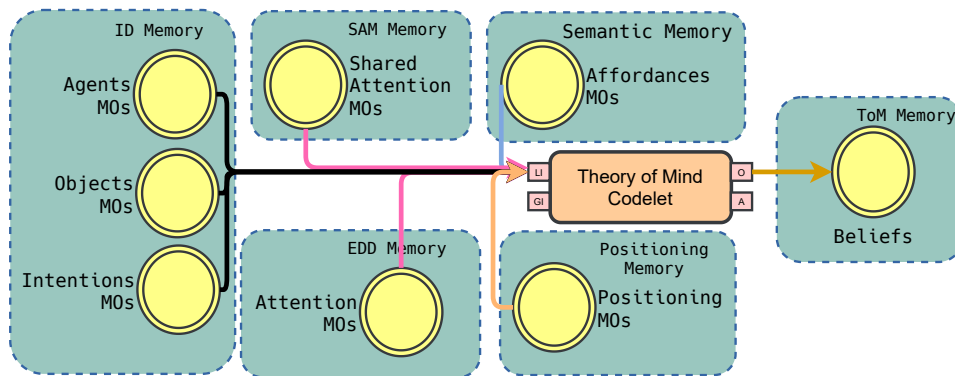 ID Memory
Agents
MOs
Objects
MOs
Intentions
MOs
SAM Memory
Shared
Attention
MOs
Semantic Memory
Affordances
MOs
EDD Memory
Attention
MOs
Positioning
Memory
Positioning
MOs
LI
GI
Theory of Mind
Codelet
O
A
ToM Memory
Beliefs